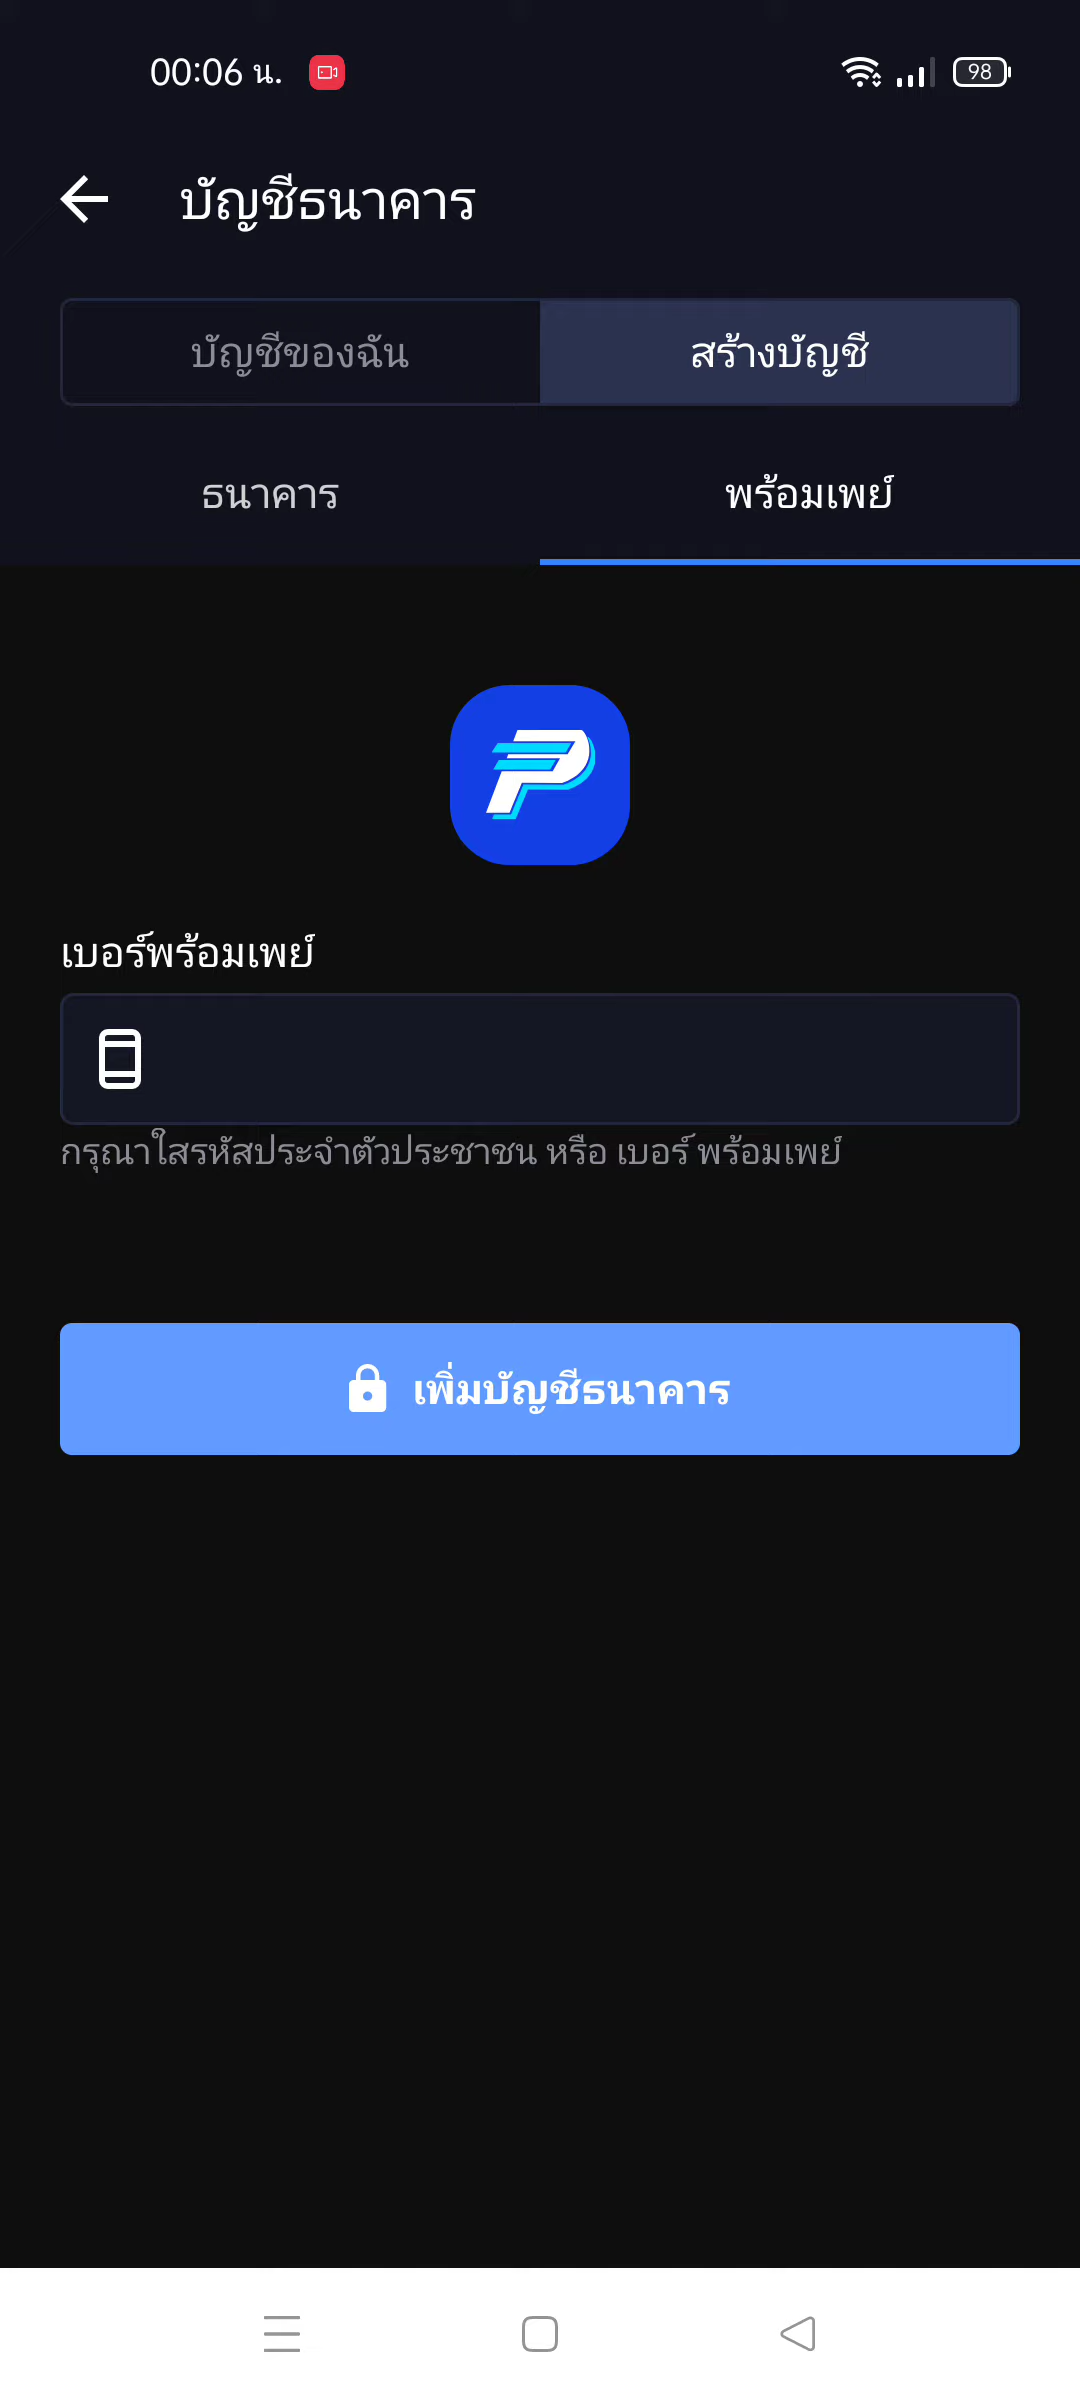 00:06 น.
98
บัญชีธนาคาร
บัญชีของฉัน
สร้างบัญชี
ธนาคาร
พร้อมเพย์
เบอร์พร้อมเพย์
กรุณาใสรหัสประจำตัวประชาชน หรือ เบอร์ พร้อมเพย์
เพิ่มบัญชีธนาคาร